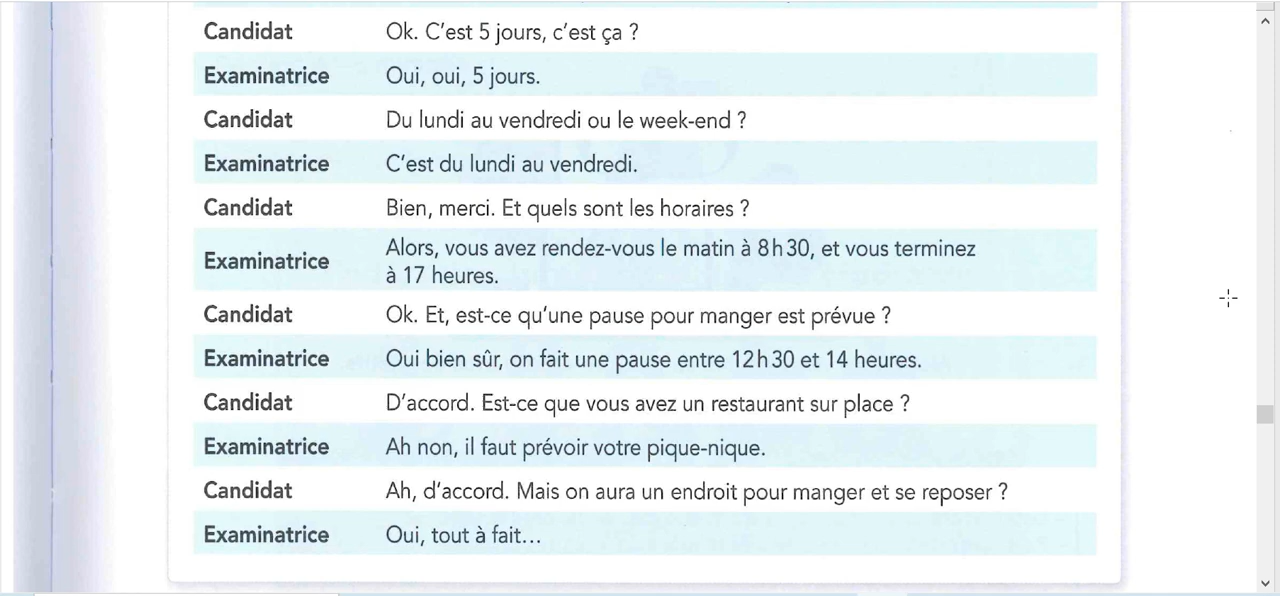 Candidat Ok. C'est 5 jours, c'est ça ?
Examinatrice Oui, oui, 5 jours.
Candidat Du lundi au vendredi ou le week-end ?
Examinatrice C'est du lundi au vendredi.
Candidat Bien, merci. Et quels sont les horaires ?
Examinatrice Alors, vous avez rendez-vous le matin à 8 h 30, et vous terminez
à 17 heures.
Candidat Ok. Et, est-ce qu'une pause pour manger est prévue ?
Examinatrice Oui bien sûr, on fait une pause entre 12 h 30 et 14 heures.
Candidat D'accord. Est-ce que vous avez un restaurant sur place ?
Examinatrice Ah non, il faut prévoir votre pique-nique.
Candidat Ah, d'accord. Mais on aura un endroit pour manger et se reposer ?
Examinatrice Oui, tout à fait...